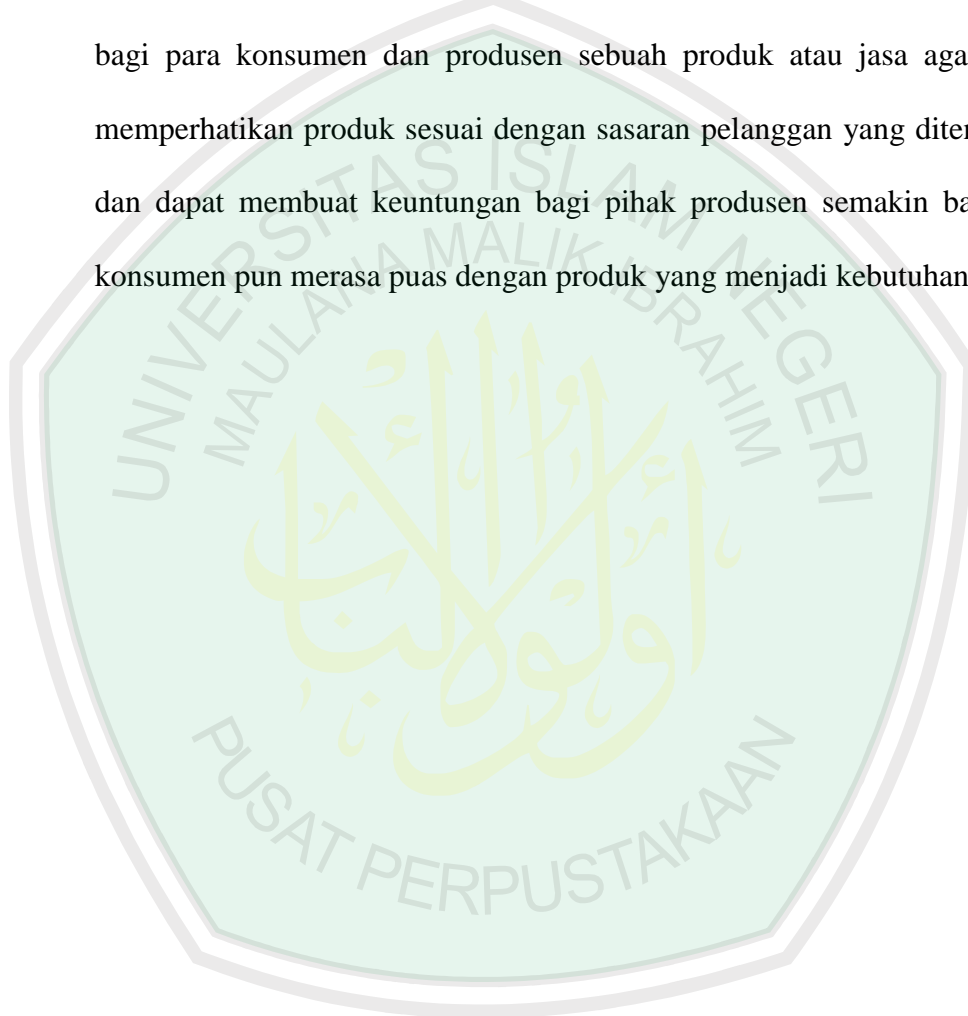 bagi para konsumen dan produsen sebuah produk atau jasa aga
memperhatikan produk sesuai dengan sasaran pelanggan yang diter
dan dapat membuat keuntungan bagi pihak produsen semakin ba
konsumen pun merasa puas dengan produk yang menjadi kebutuhan
UNIVERSITAS ISLAM NEGERI
MAULANA MALIK IBRAHIM
أولوا الألباب
PUSAT PERPUSTAKAAN